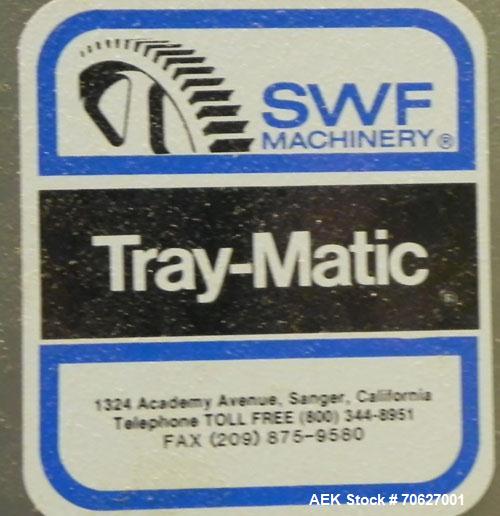 SWF
MACHINERY®
Tray-Matic
1324 Academy Avenue, Sanger, California
Telephone TOLL FREE (800) 344-8951
FAX (209) 875-9580
AEK Stock # 70627001